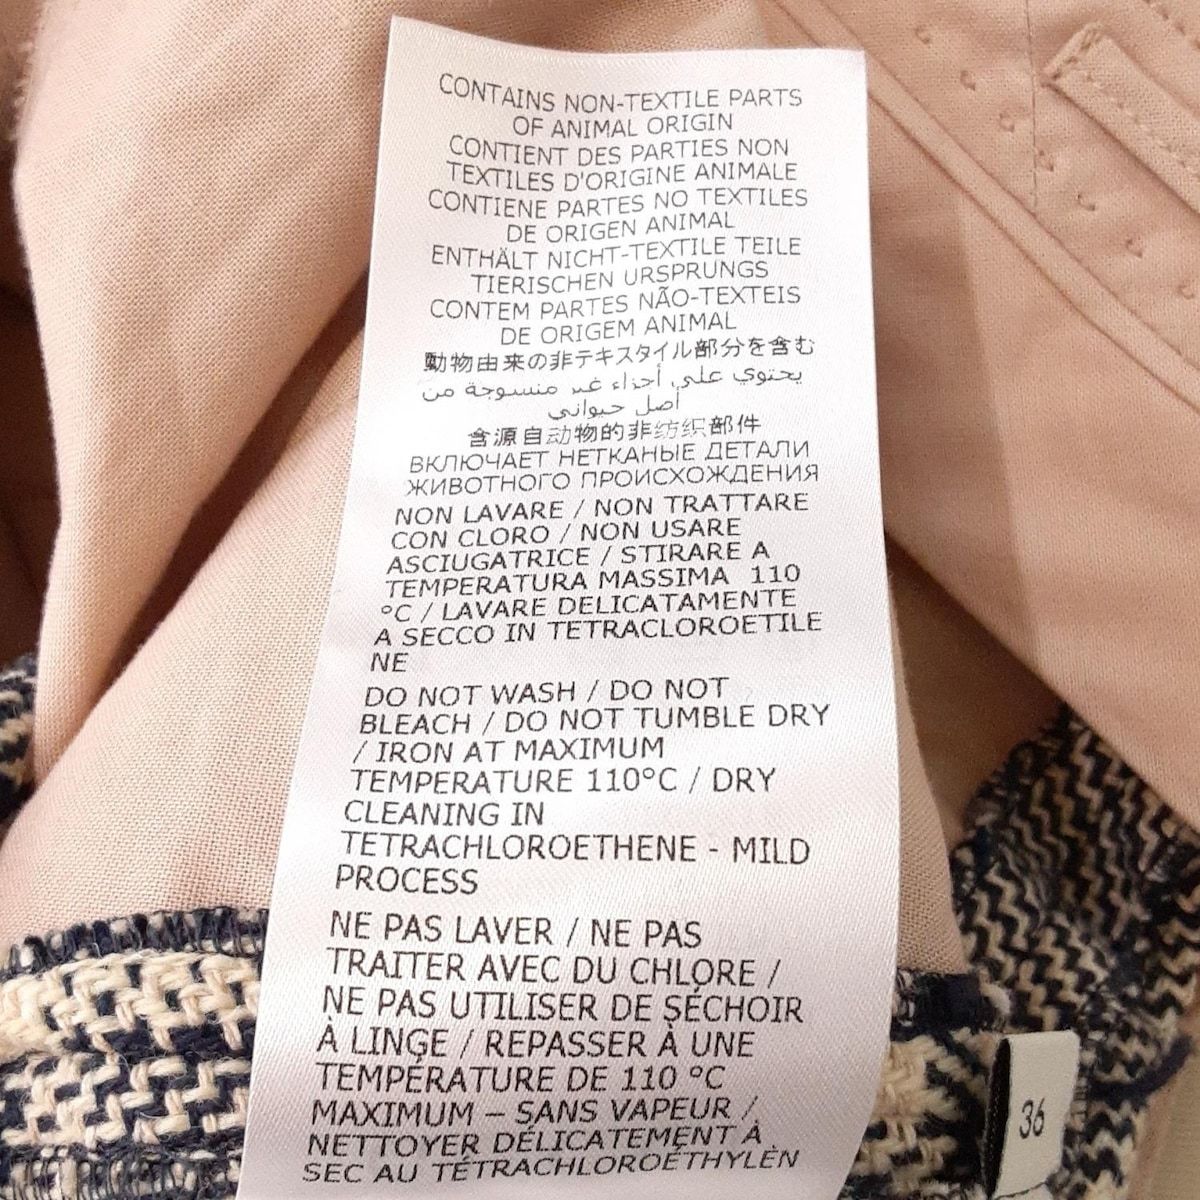 CONTAINS NON-TEXTILE PARTS
OF ANIMAL ORIGIN
CONTIENT DES PARTIES NON
TEXTILES D'ORIGINE ANIMALE
CONTIENE PARTES NO TEXTILES
DE ORIGEN ANIMAL
ENTHÄLT NICHT-TEXTILE TEILE
TIERISCHEN URSPRUNGS
CONTEM PARTES NÃO-TEXTEIS
DE ORIGEM ANIMAL
動物由来の非テキスタイル部分を含む
يحتوي على أجزاء غير منسوجة من
أصل حيواني
含源自动物的非纺织部件
ВКЛЮЧАЕТ НЕТКАНЫЕ ДЕТАЛИ
ЖИВОТНОГО ПРОИСХОЖДЕНИЯ
NON LAVARE / NON TRATTARE
CON CLORO / NON USARE
ASCIUGATRICE / STIRARE A
TEMPERATURA MASSIMA 110
°C / LAVARE DELICATAMENTE
A SECCO IN TETRACLOROETILE
NE
DO NOT WASH / DO NOT
BLEACH / DO NOT TUMBLE DRY
/ IRON AT MAXIMUM
TEMPERATURE 110°C / DRY
CLEANING IN
TETRACHLOROETHENE - MILD
PROCESS
NE PAS LAVER / NE PAS
TRAITER AVEC DU CHLORE /
NE PAS UTILISER DE SÉCHOIR
À LINGE / REPASSER À UNE
TEMPÉRATURE DE 110 °C
MAXIMUM – SANS VAPEUR /
NETTOYER DÉLICATEMENT À
SEC AU TÉTRACHLOROÉTHYLÈN
36